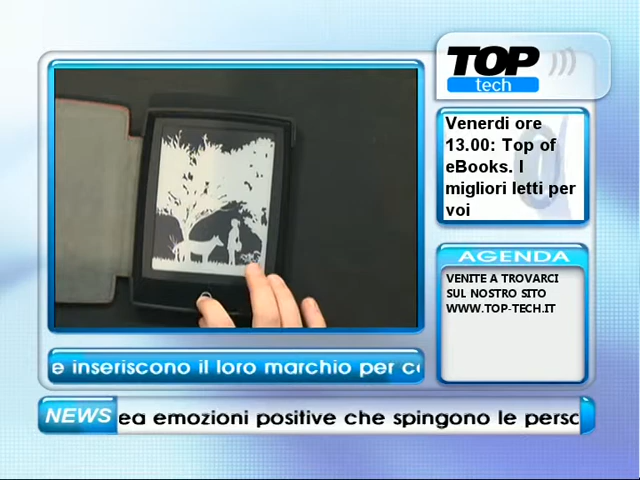 TOP
tech
Venerdi ore
13.00: Top of
eBooks. I
migliori letti per
voi
AGENDA
VENITE A TROVARCI
SUL NOSTRO SITO
WWW.TOP-TECH.IT
e inseriscono il loro marchio per
NEWS ea emozioni positive che spingono le perso